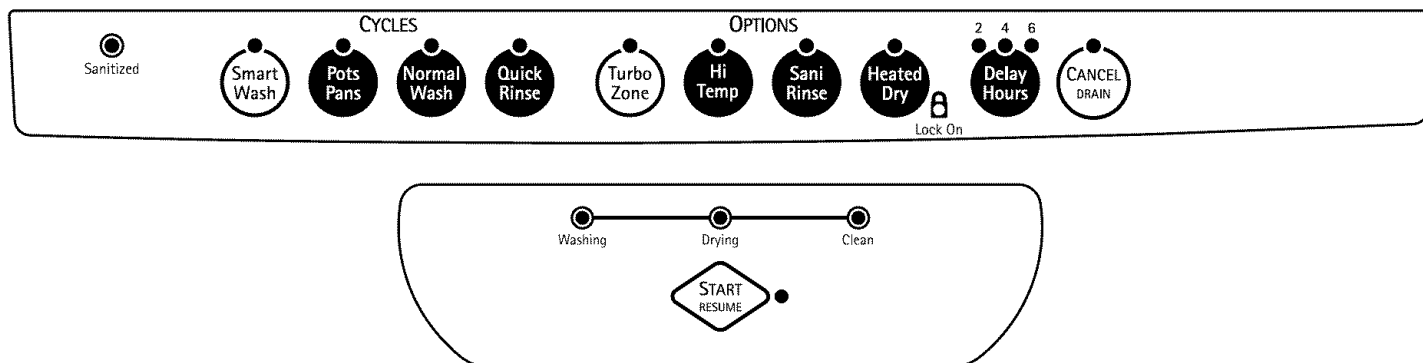 CYCLES
OPTIONS
2 4 6
Sanitized
Smart
Wash
Pots
Pans
Normal
Wash
Quick
Rinse
Turbo
Zone
Hi
Temp
Sani
Rinse
Heated
Dry
Lock On
Delay
Hours
CANCEL
DRAIN
Washing
Drying
Clean
START
RESUME